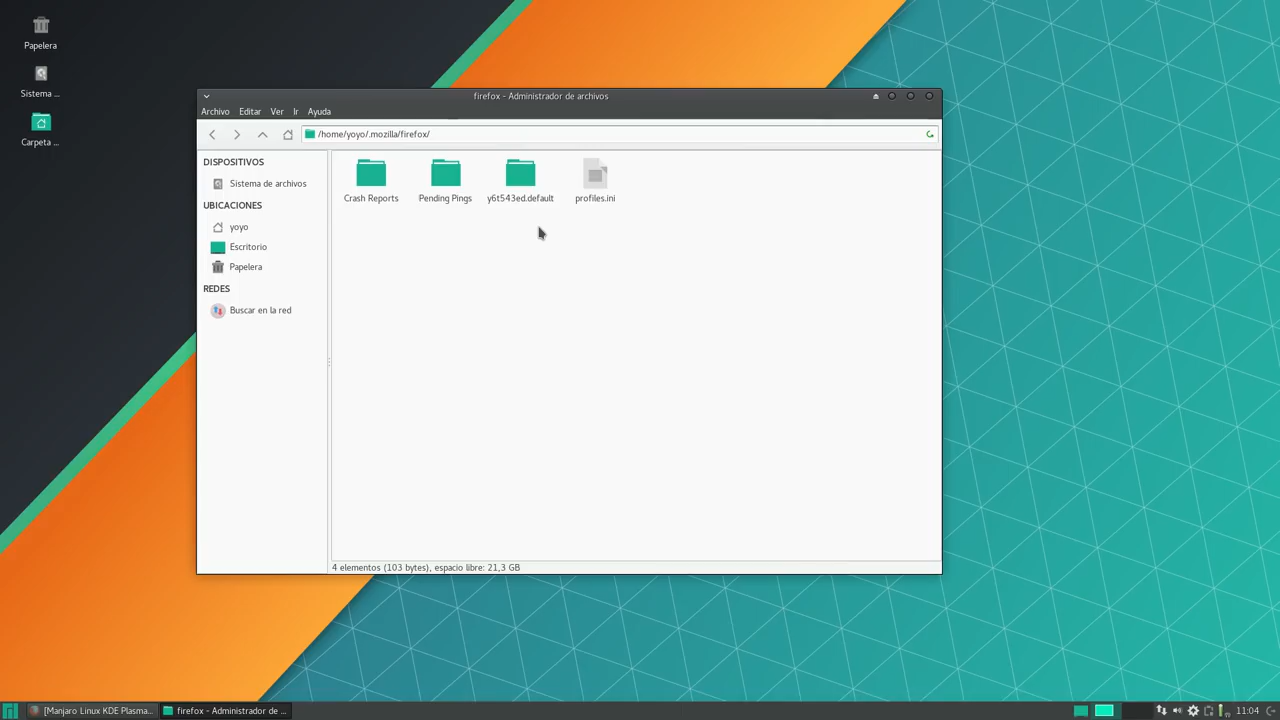 Papelera
Sistema ...
Carpeta ...
firefox - Administrador de archivos
Archivo Editar Ver Ir Ayuda
/home/yoyo/.mozilla/firefox/
DISPOSITIVOS
Sistema de archivos
UBICACIONES
yoyo
Escritorio
Papelera
REDES
Buscar en la red
Crash Reports Pending Pings y6t543ed.default profiles.ini
4 elementos (103 bytes), espacio libre: 21,3 GB
[Manjaro Linux KDE Plasma... firefox - Administrador de ... 11:04